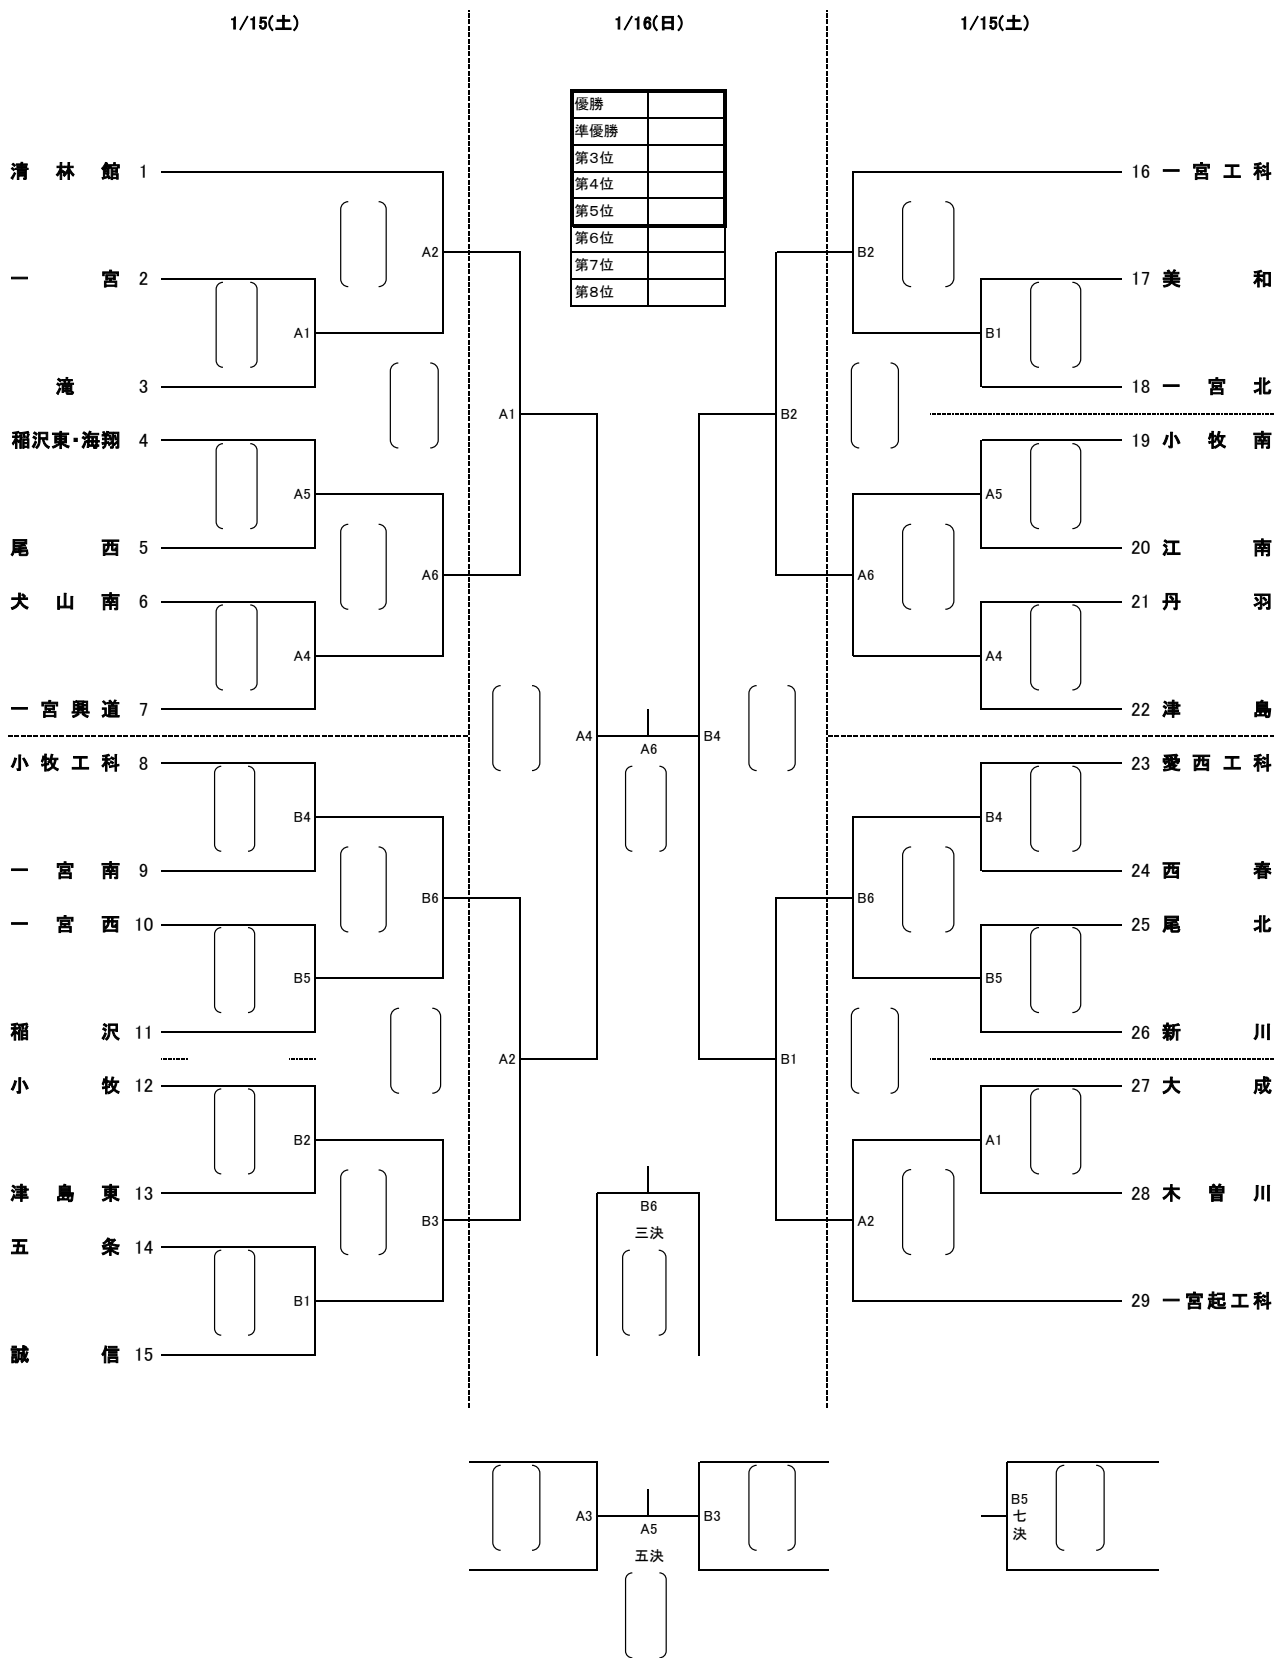 1/15(土) 1/16(日) 1/15(土)
優勝
準優勝
第3位
清林館 1 16 一宮工科
第4位
第5位
第6位
A2 B2
第7位
一宮 2 17 美和
第8位
A1 B1
滝 3 18 一宮北
A1 B2
稲沢東・海翔 4 19 小牧南
A5 A5
尾西 5 20 江南
A6 A6
犬山南 6 21 丹羽
A4 A4
一宮興道 7 22 津島
A4 A6 B4
小牧工科 8 23 愛西工科
B4 B4
一宮南 9 24 西春
B6 B6
一宮西 10 25 尾北
B5 B5
稲沢 11 26 新川
A2 B1
小牧 12 27 大成
B2 A1
津島東 13 28 木曽川
B6
B3 A2
三決
五条 14
B1 29 一宮起工科
誠信 15
B5
A3 B3 七
A5 決
五決